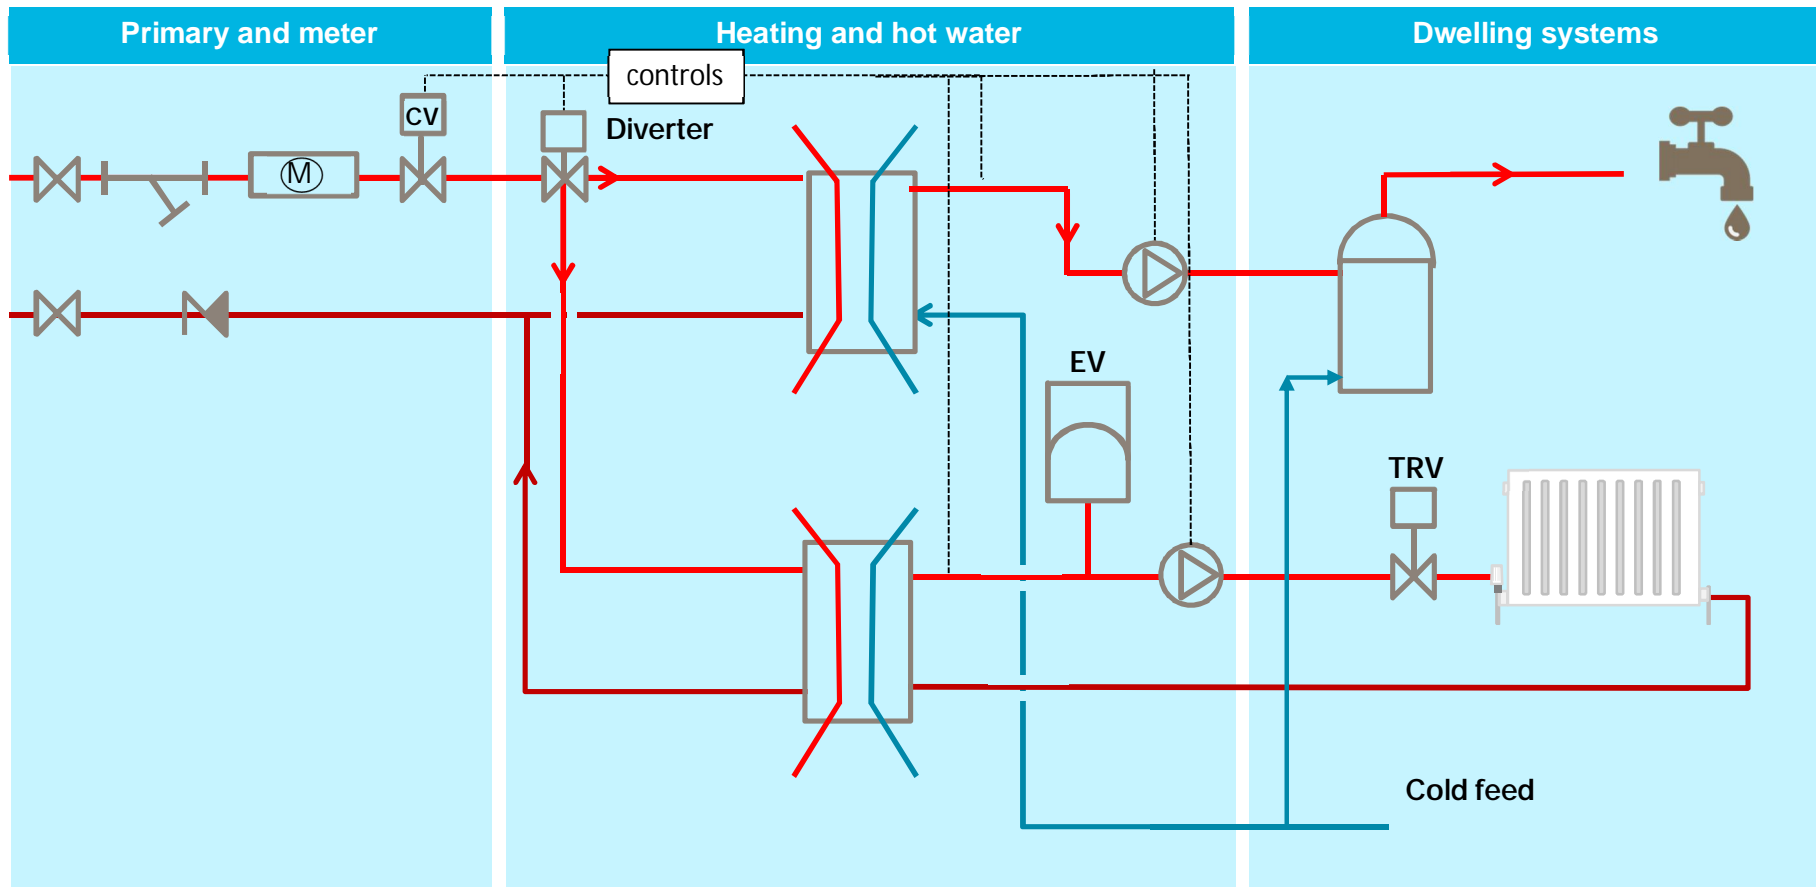 Primary and meter
Heating and hot water
Dwelling systems
controls
CV
Diverter
M
EV
TRV
Cold feed